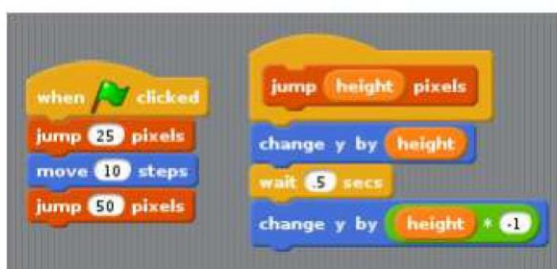 when clicked
jump 25 pixels
move 10 steps
jump 50 pixels
jump height pixels
change y by height
wait .5 secs
change y by height * -1